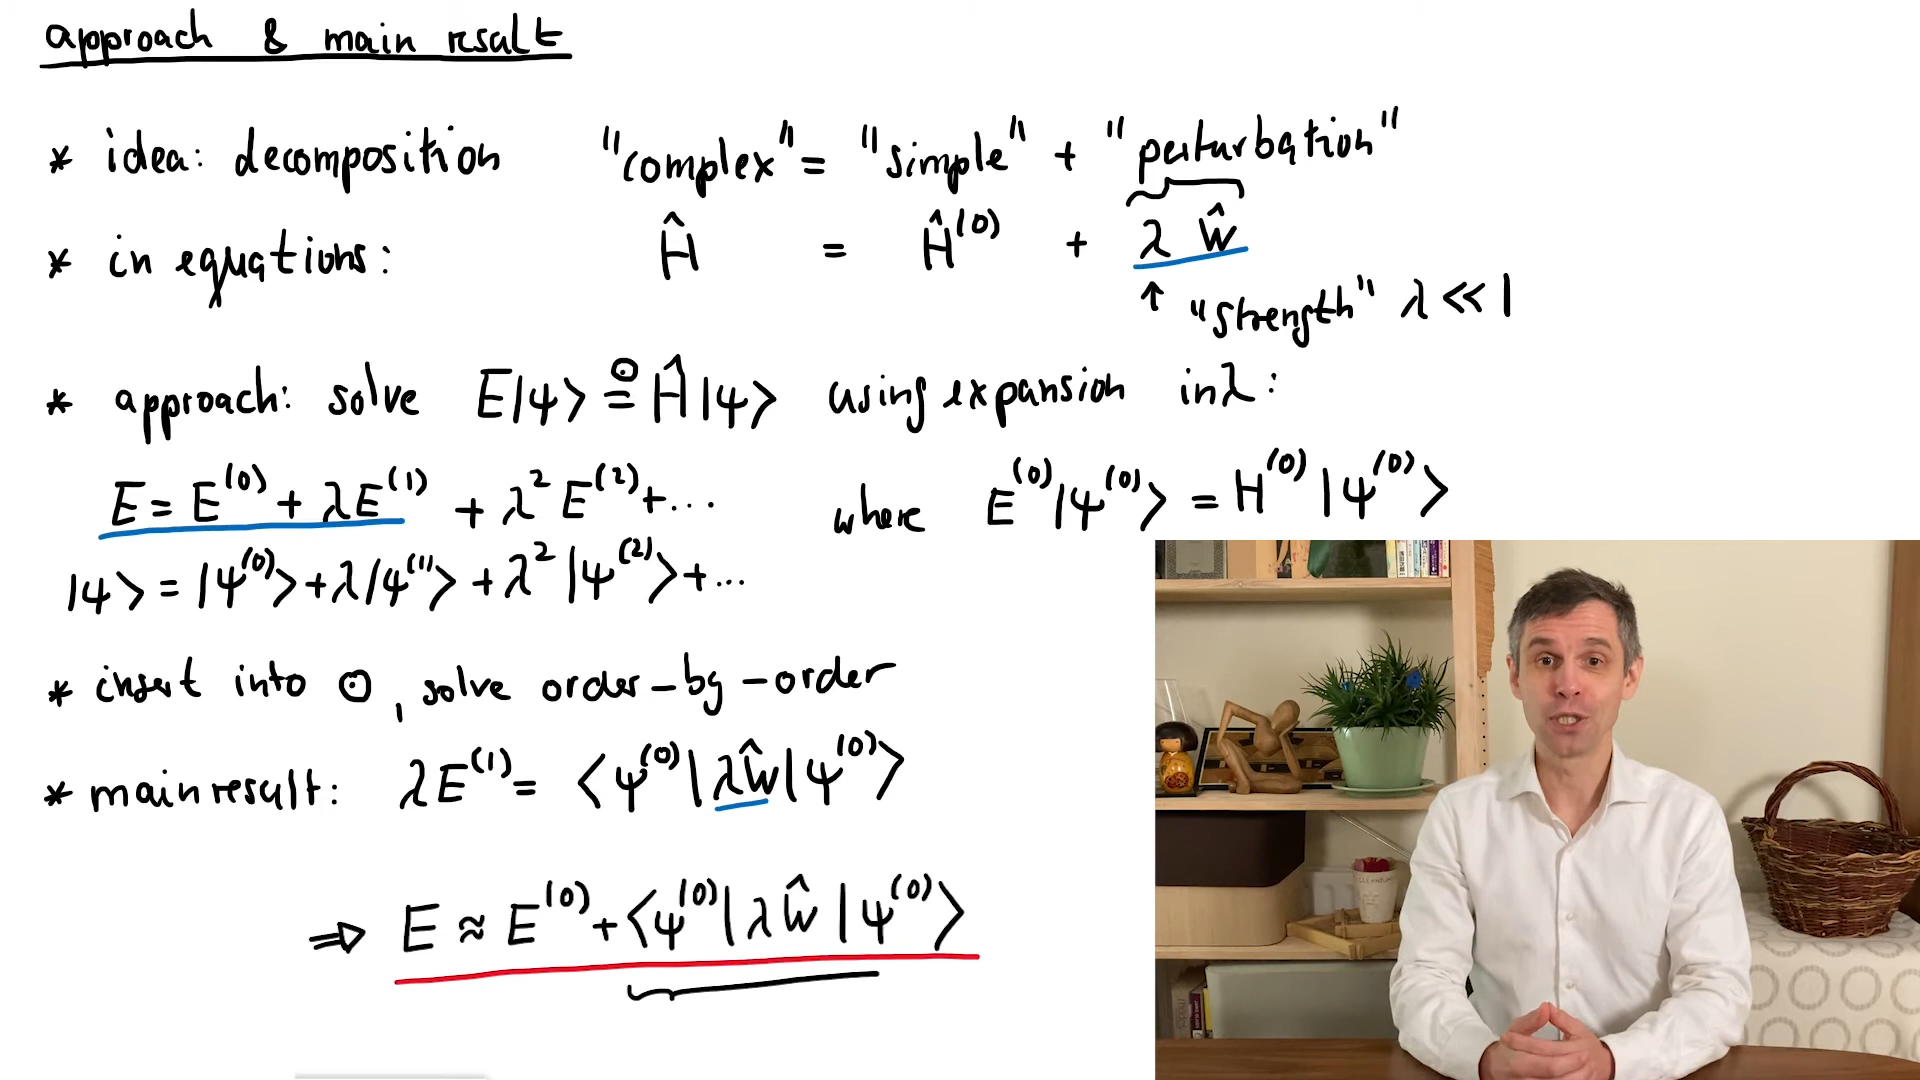 approach & main result
* idea: decomposition "complex" = "simple" + "perturbation"
* in equations: Ĥ = Ĥ⁽⁰⁾ + λ Ŵ
↑ "strength" λ ≪ 1
* approach: solve E|ψ> ⊙= Ĥ|ψ> using expansion in λ:
E = E⁽⁰⁾ + λE⁽¹⁾ + λ² E⁽²⁾ + ... where E⁽⁰⁾|ψ⁽⁰⁾> = H⁽⁰⁾|ψ⁽⁰⁾>
|ψ> = |ψ⁽⁰⁾> + λ|ψ⁽¹⁾> + λ² |ψ⁽²⁾> + ...
* insert into ⊙, solve order-by-order
* main result: λE⁽¹⁾ = <ψ⁽⁰⁾|λŴ|ψ⁽⁰⁾>
⇒ E ≈ E⁽⁰⁾ + <ψ⁽⁰⁾|λŴ|ψ⁽⁰⁾>